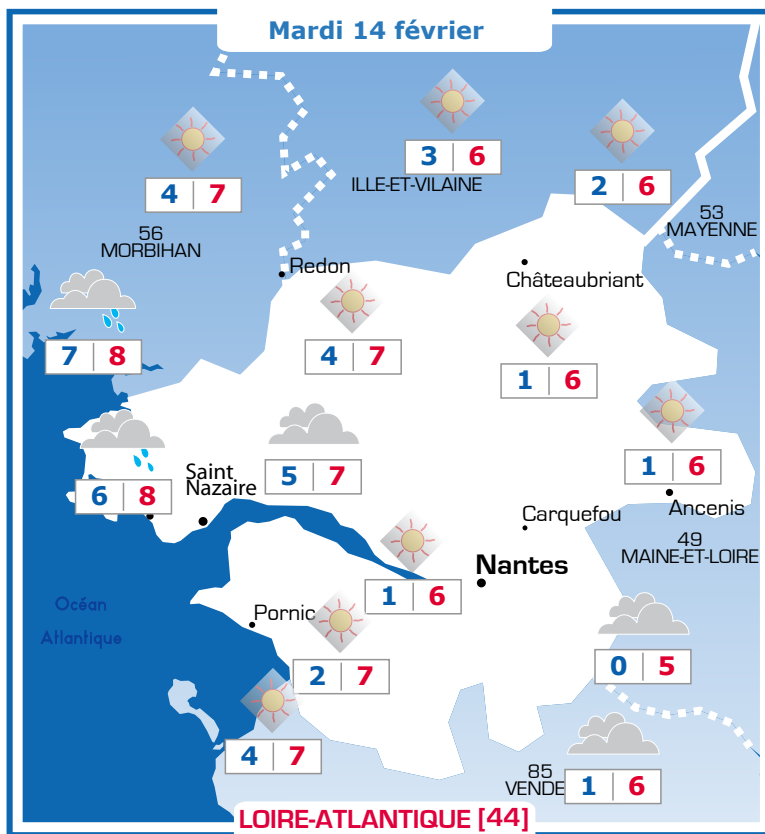 Mardi 14 février
3 6
ILLE-ET-VILAINE
2 6
4 7
56
MORBIHAN
53
MAYENNE
Redon
Châteaubriant
7 8
4 7
1 6
6 8
Saint
Nazaire
5 7
1 6
Ancenis
Carquefou
49
MAINE-ET-LOIRE
Nantes
1 6
Océan
Atlantique
Pornic
2 7
0 5
4 7
85
VENDE
1 6
LOIRE-ATLANTIQUE [44]